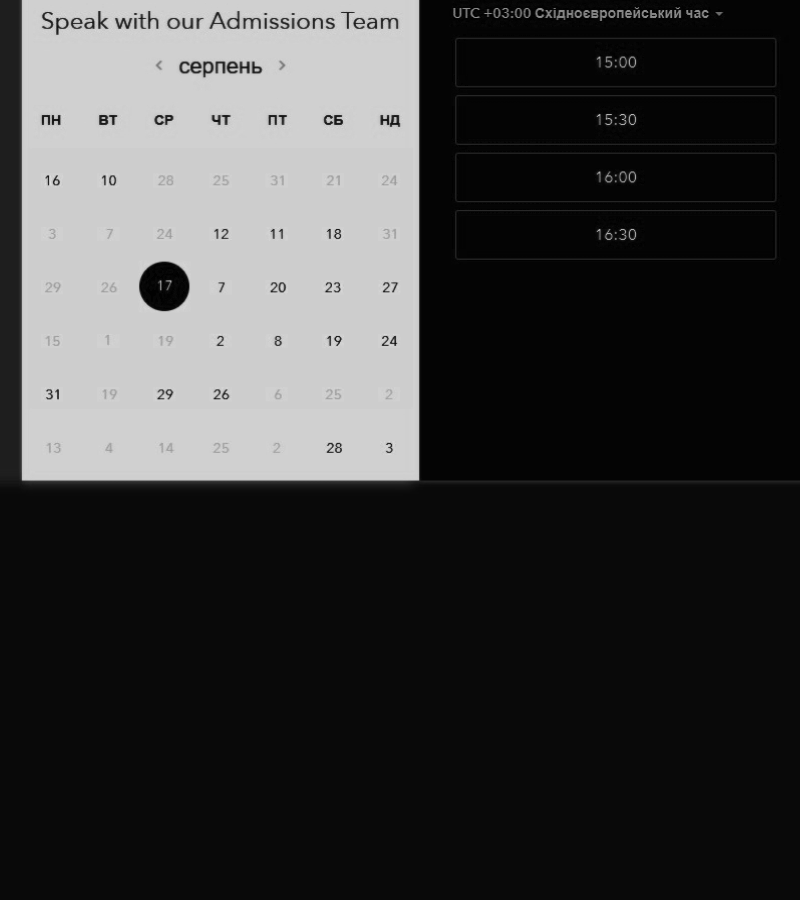 Speak with our Admissions Team
< серпень >
ПН ВТ СР ЧТ ПТ СБ НД
16 10 28 25 31 21 24
3 7 24 12 11 18 31
29 26 17 7 20 23 27
15 1 19 2 8 19 24
31 19 29 26 6 25 2
13 4 14 25 2 28 3
UTC +03:00 Східноєвропейський час
15:00
15:30
16:00
16:30